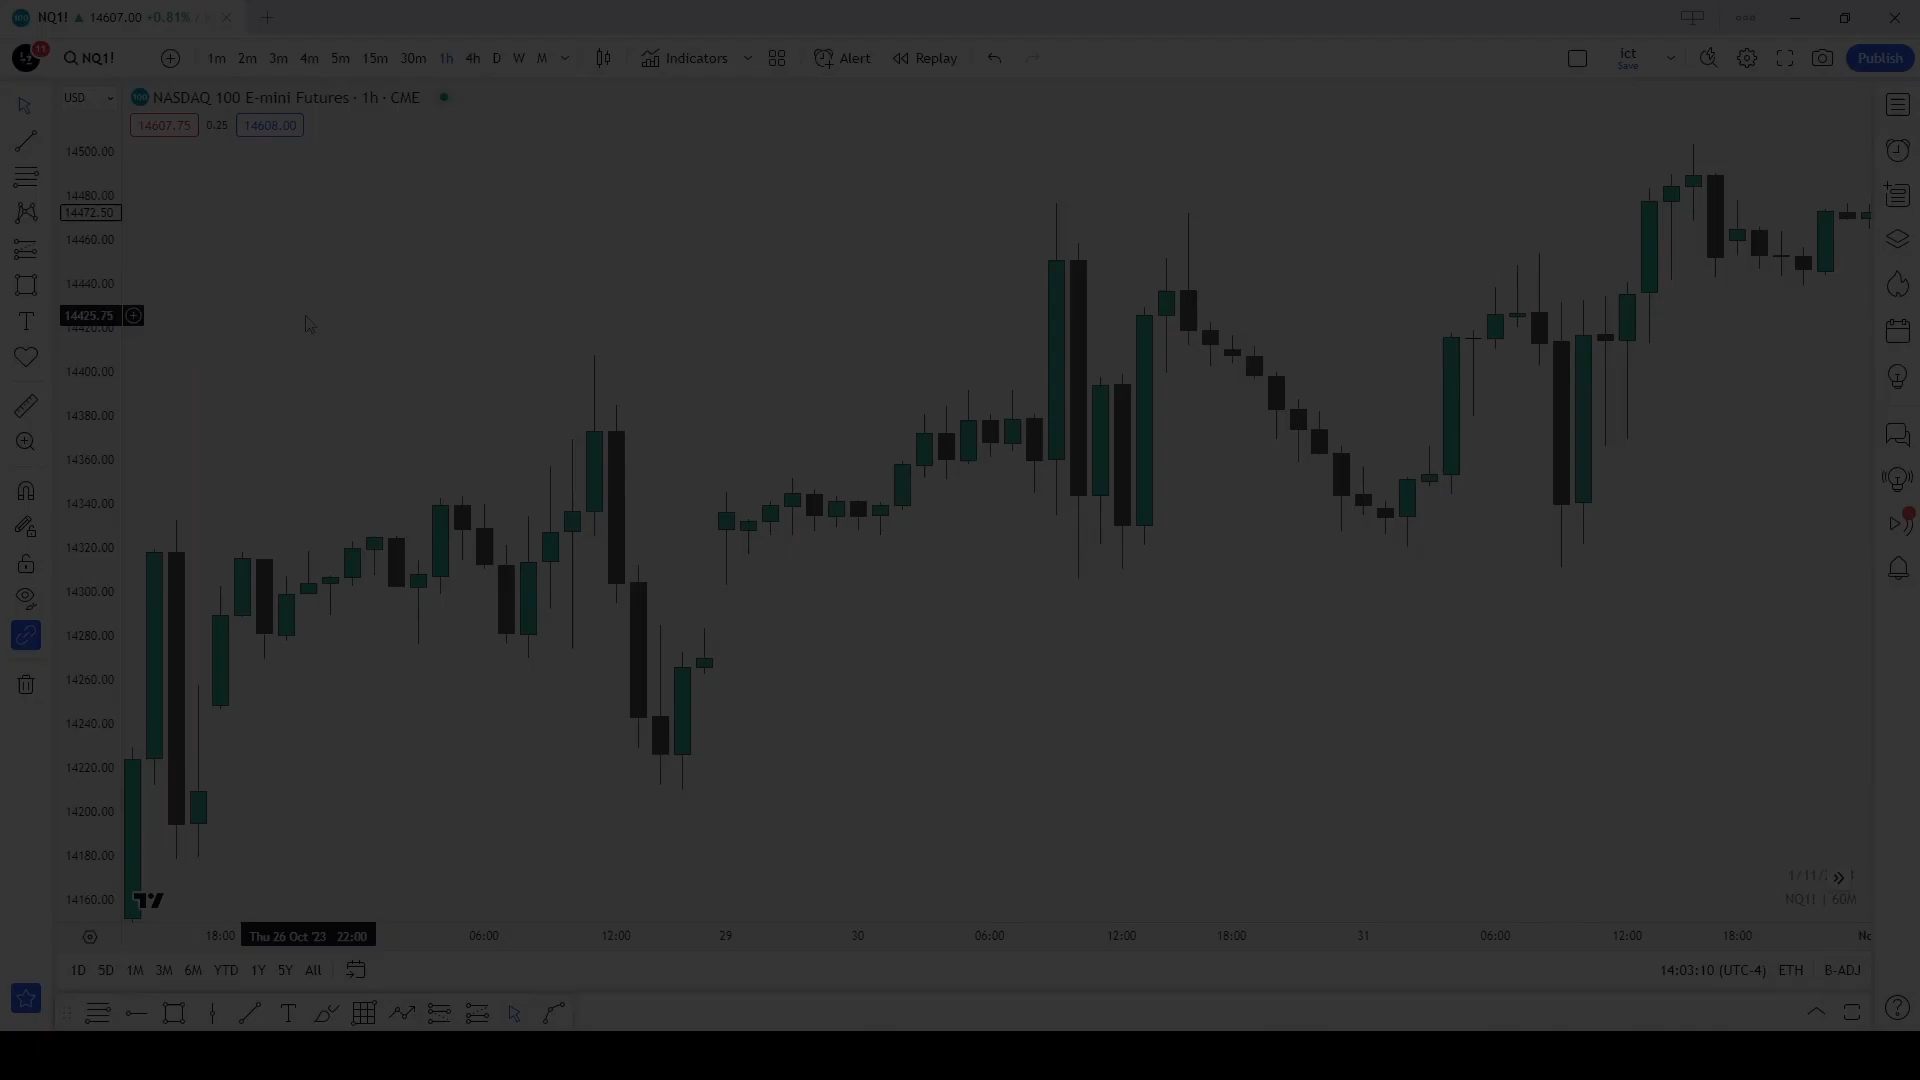 NQ1! ▲ 14607.00 +0.81% /
11
NQ1!
1m 2m 3m 4m 5m 15m 30m 1h 4h D W M
Indicators
Alert
Replay
ict
Save
Publish
USD
NASDAQ 100 E-mini Futures · 1h · CME
14607.75 0.25 14608.00
14500.00
14480.00
14472.50
14460.00
14440.00
14425.75
14420.00
14400.00
14380.00
14360.00
14340.00
14320.00
14300.00
14280.00
14260.00
14240.00
14220.00
14200.00
14180.00
14160.00
NQ1! | 60M
18:00 Thu 26 Oct '23 22:00 06:00 12:00 29 30 06:00 12:00 18:00 31 06:00 12:00 18:00
1D 5D 1M 3M 6M YTD 1Y 5Y All
14:03:10 (UTC-4) ETH B-ADJ